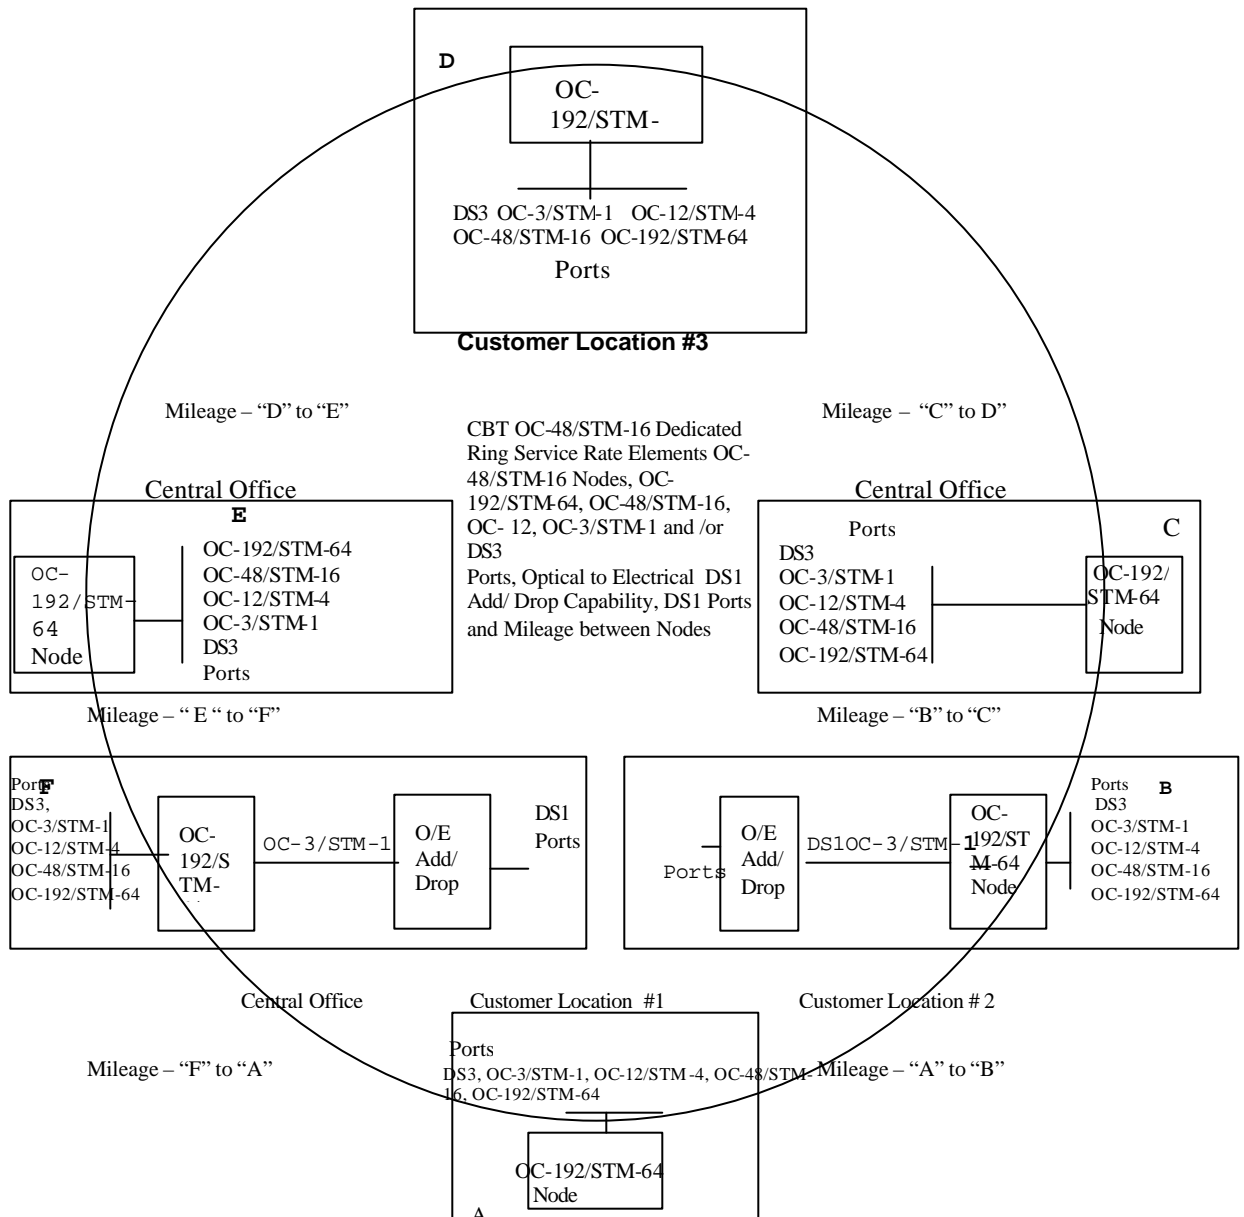 D
OC-
192/STM-
DS3 OC-3/STM-1 OC-12/STM-4
OC-48/STM-16 OC-192/STM-64
Ports
Customer Location #3
Mileage – “D” to “E”
Mileage – “C” to D”
CBT OC-48/STM-16 Dedicated
Ring Service Rate Elements OC-
48/STM-16 Nodes, OC-
192/STM-64, OC-48/STM-16,
OC- 12, OC-3/STM-1 and /or
DS3
Ports, Optical to Electrical DS1
Add/ Drop Capability, DS1 Ports
and Mileage between Nodes
Central Office
E
OC-192/STM-64
OC-48/STM-16
OC-12/STM-4
OC-3/STM-1
DS3
Ports
OC-
192/STM-
64
Node
Central Office
Ports
C
DS3
OC-3/STM-1
OC-12/STM-4
OC-48/STM-16
OC-192/STM-64
OC-192/
STM-64
Node
Mileage – “ E “ to “F”
Mileage – “B” to “C”
Ports
F
DS3,
OC-3/STM-1
OC-12/STM-4
OC-48/STM-16
OC-192/STM-64
OC-
192/S
TM-
OC-3/STM-1
O/E
Add/
Drop
DS1
Ports
Ports
O/E
Add/
Drop
DS1OC-3/STM-1
OC-
192/ST
M-64
Node
Ports
B
DS3
OC-3/STM-1
OC-12/STM-4
OC-48/STM-16
OC-192/STM-64
Central Office
Customer Location #1
Customer Location # 2
Mileage – “F” to “A”
Mileage – “A” to “B”
Ports
DS3, OC-3/STM-1, OC-12/STM-4, OC-48/STM-
16, OC-192/STM-64
OC-192/STM-64
Node
A